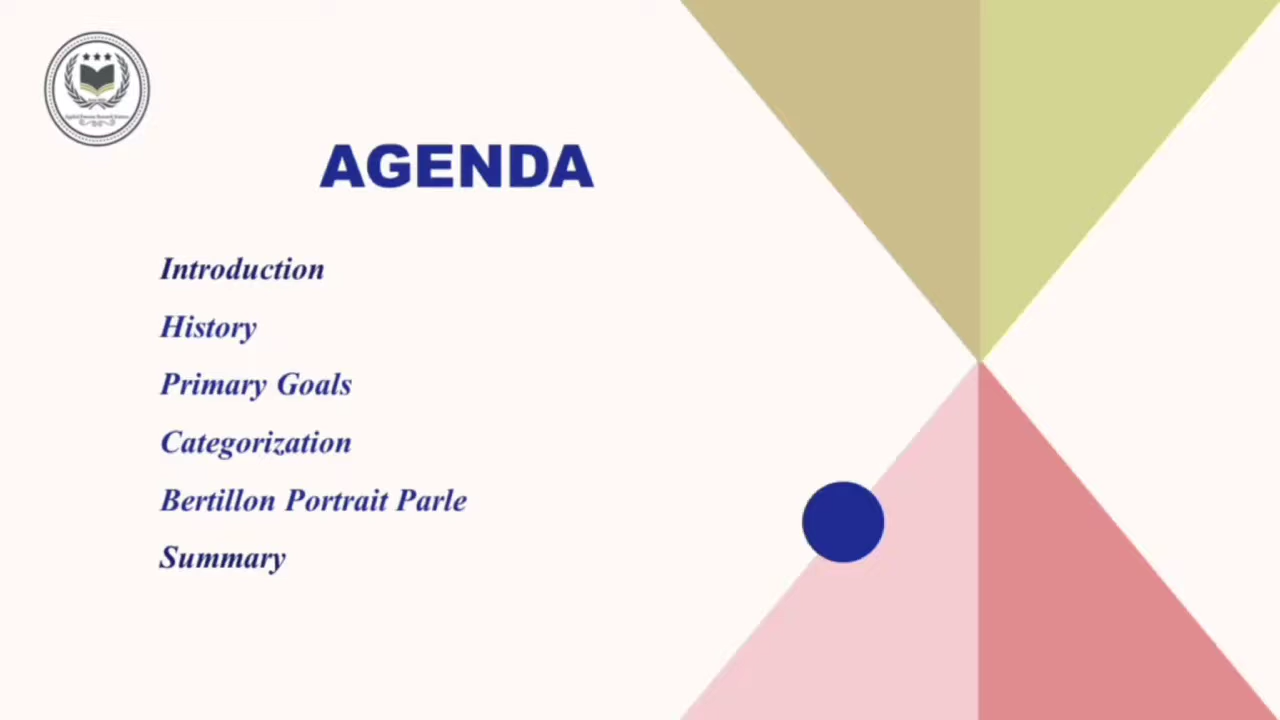 AGENDA
Introduction
History
Primary Goals
Categorization
Bertillon Portrait Parle
Summary